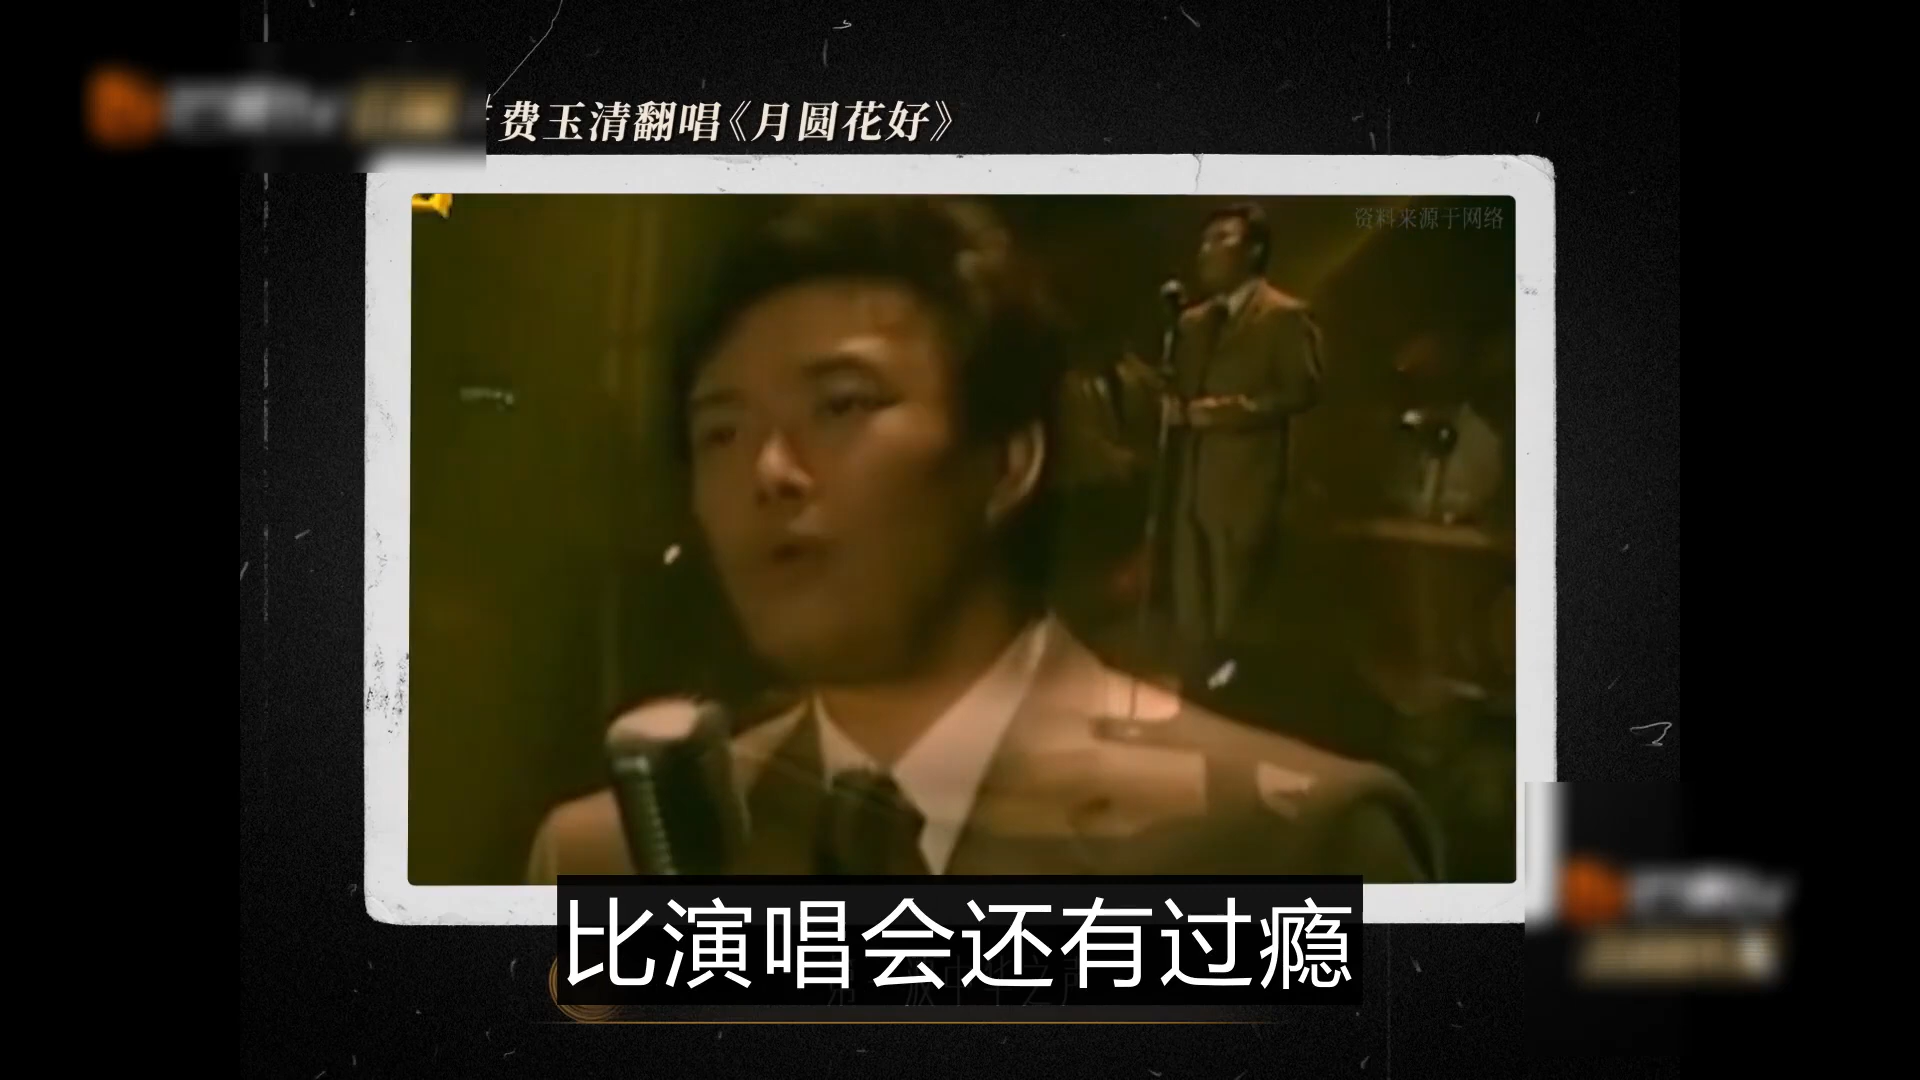 费玉清翻唱《月圆花好》
资料来源于网络
比演唱会还有过瘾